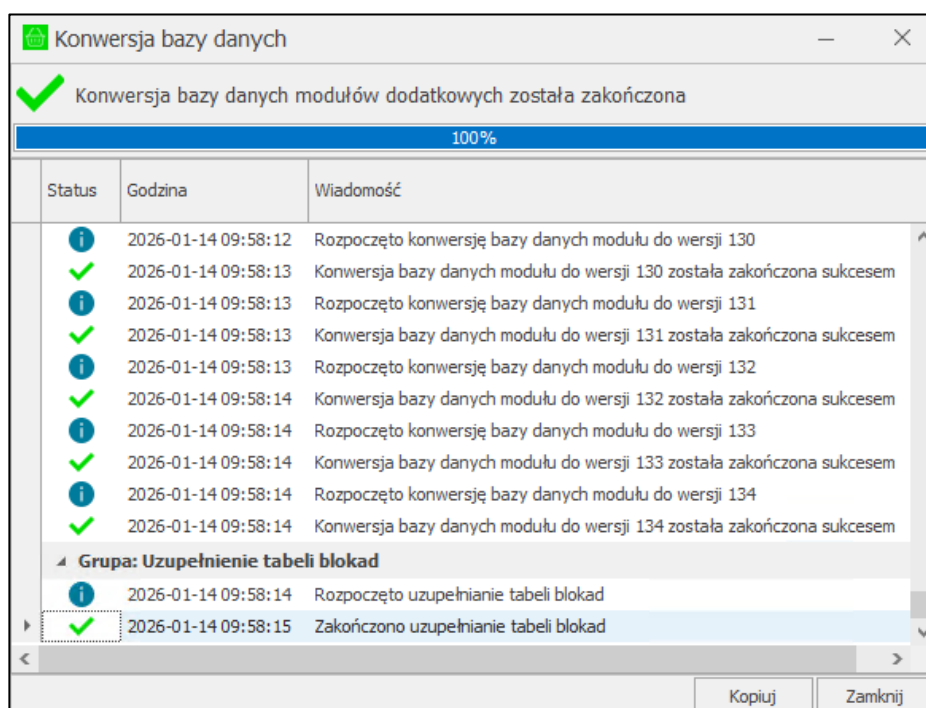 Konwersja bazy danych
Konwersja bazy danych modułów dodatkowych została zakończona
100%
Status Godzina Wiadomość
2026-01-14 09:58:12 Rozpoczęto konwersję bazy danych modułu do wersji 130
2026-01-14 09:58:13 Konwersja bazy danych modułu do wersji 130 została zakończona sukcesem
2026-01-14 09:58:13 Rozpoczęto konwersję bazy danych modułu do wersji 131
2026-01-14 09:58:13 Konwersja bazy danych modułu do wersji 131 została zakończona sukcesem
2026-01-14 09:58:13 Rozpoczęto konwersję bazy danych modułu do wersji 132
2026-01-14 09:58:14 Konwersja bazy danych modułu do wersji 132 została zakończona sukcesem
2026-01-14 09:58:14 Rozpoczęto konwersję bazy danych modułu do wersji 133
2026-01-14 09:58:14 Konwersja bazy danych modułu do wersji 133 została zakończona sukcesem
2026-01-14 09:58:14 Rozpoczęto konwersję bazy danych modułu do wersji 134
2026-01-14 09:58:14 Konwersja bazy danych modułu do wersji 134 została zakończona sukcesem
Grupa: Uzupełnienie tabeli blokad
2026-01-14 09:58:14 Rozpoczęto uzupełnianie tabeli blokad
2026-01-14 09:58:15 Zakończono uzupełnianie tabeli blokad
Kopiuj Zamknij